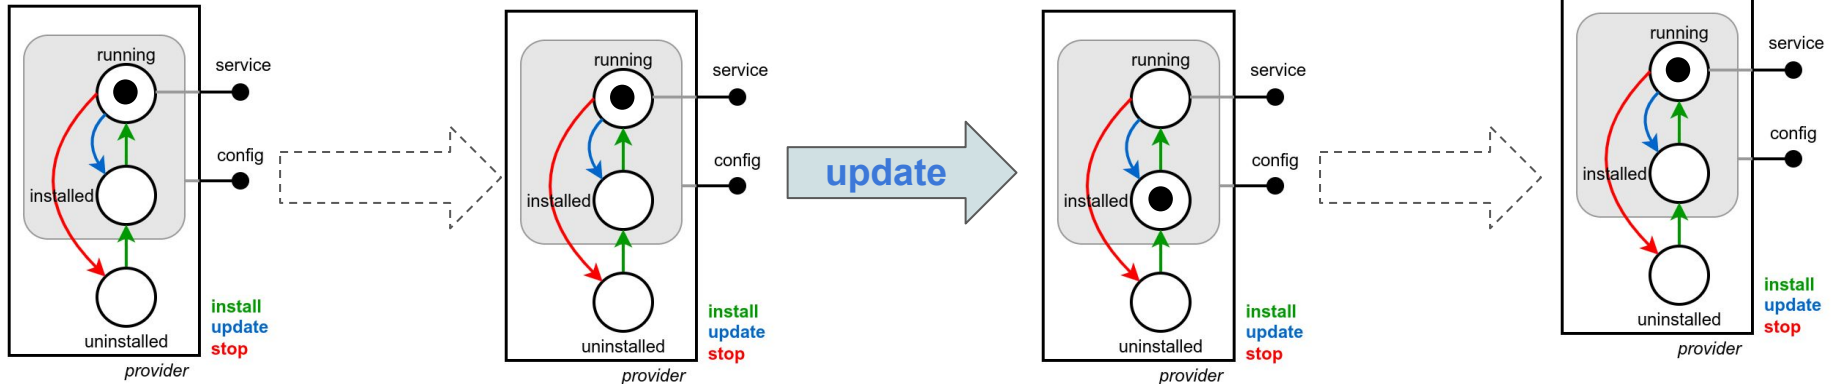 running
service
config
installed
install
update
stop
uninstalled
provider
running
service
config
installed
install
update
stop
uninstalled
provider
update
running
service
config
installed
install
update
stop
uninstalled
provider
running
service
config
installed
install
update
stop
uninstalled
provider